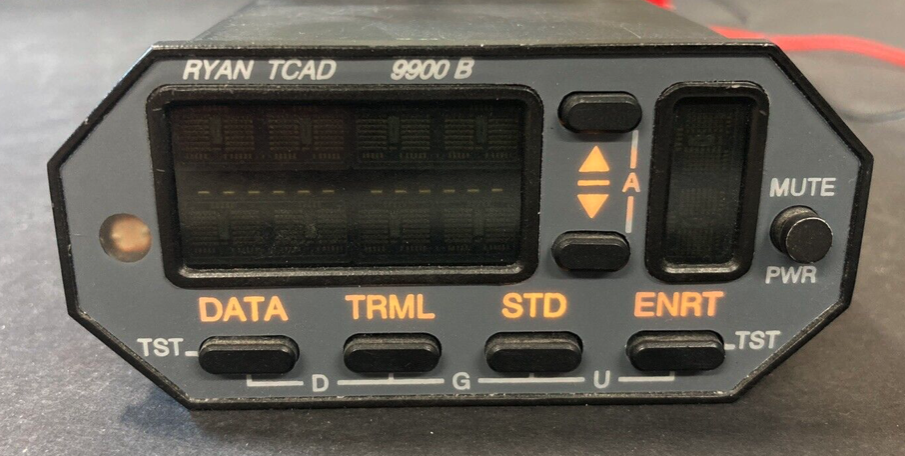 RYAN TCAD 9900 B
A
MUTE
PWR
DATA TRML STD ENRT
TST TST
D G U